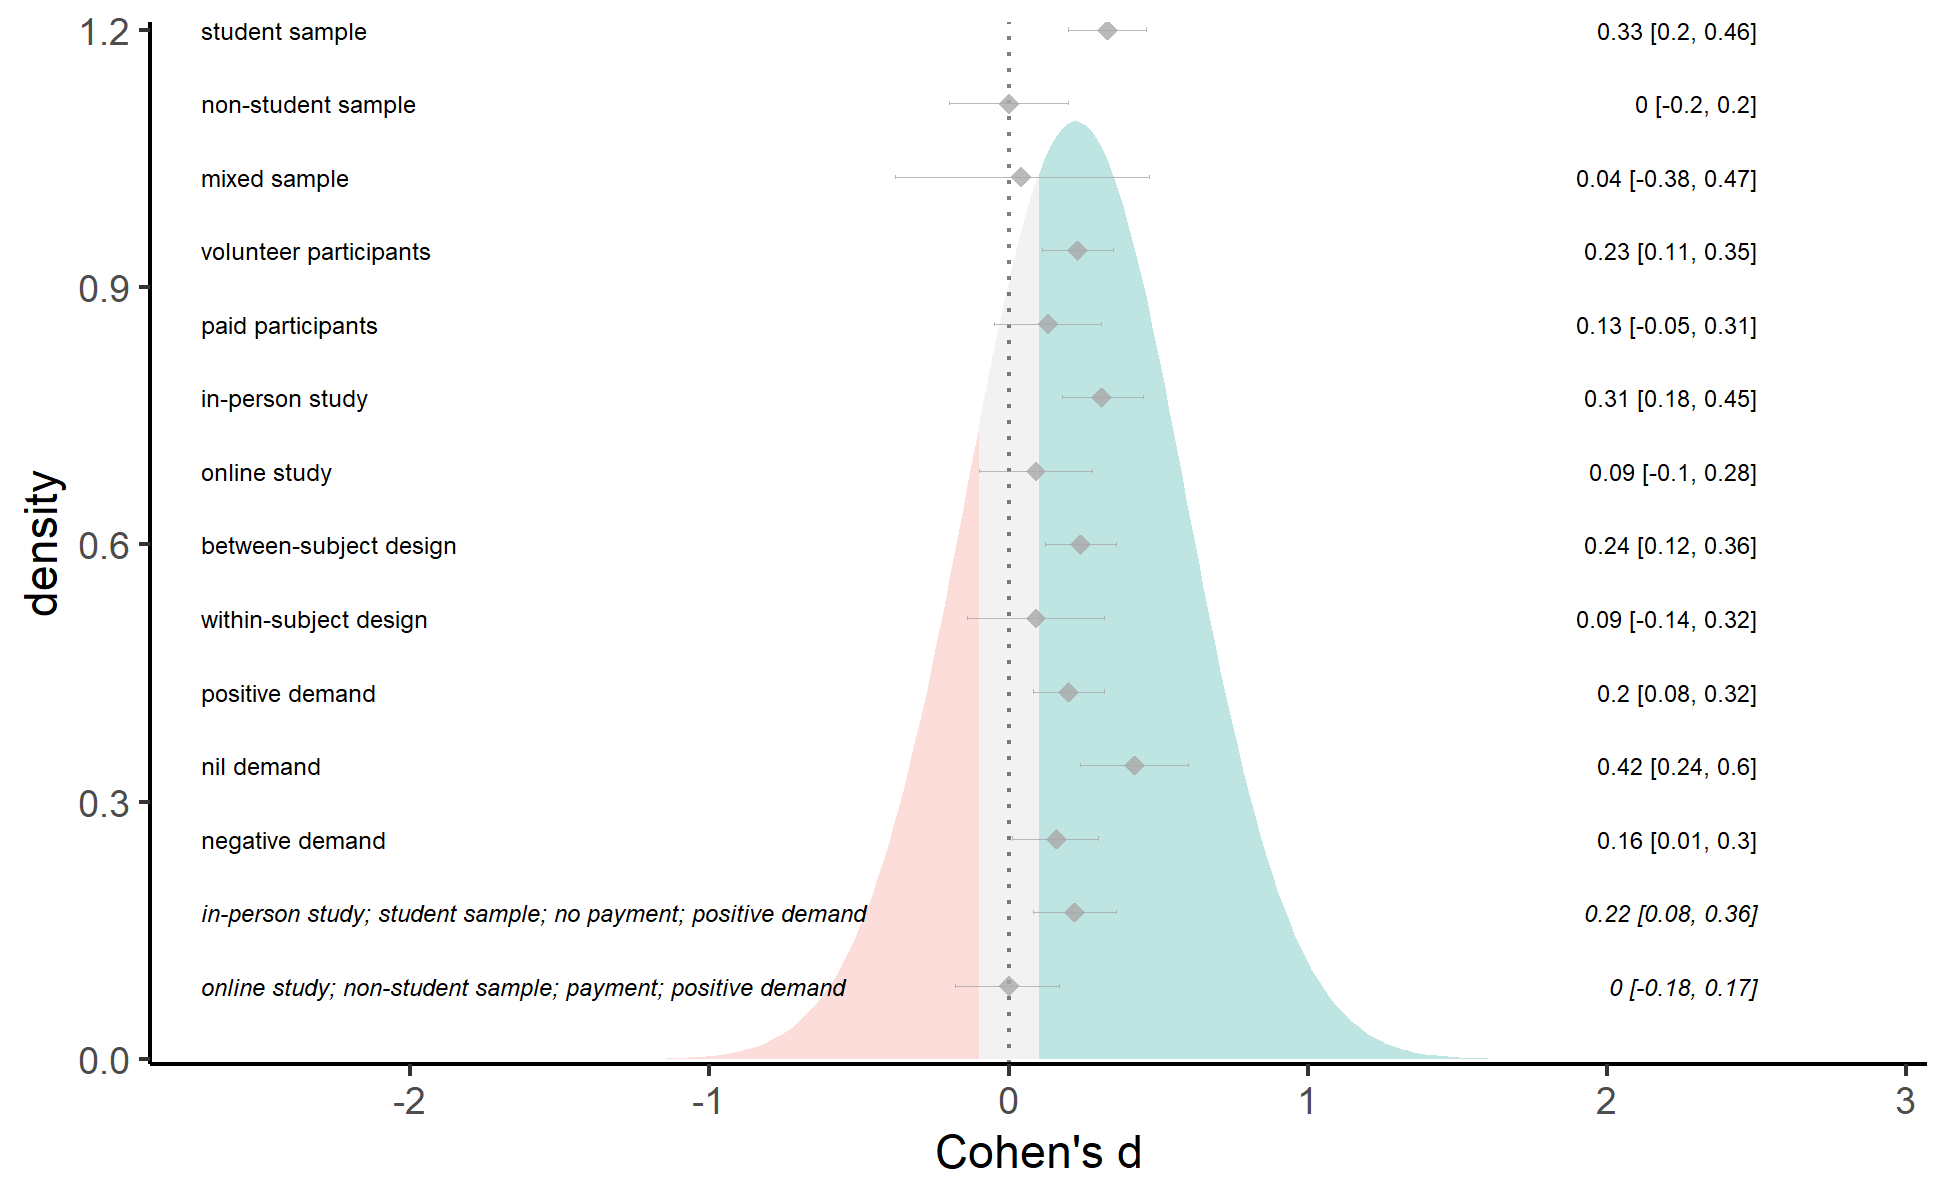 1.2
student sample 0.33 [0.2, 0.46]
non-student sample 0 [-0.2, 0.2]
mixed sample 0.04 [-0.38, 0.47]
volunteer participants 0.23 [0.11, 0.35]
0.9
paid participants 0.13 [-0.05, 0.31]
in-person study 0.31 [0.18, 0.45]
online study 0.09 [-0.1, 0.28]
density
0.6
between-subject design 0.24 [0.12, 0.36]
within-subject design 0.09 [-0.14, 0.32]
positive demand 0.2 [0.08, 0.32]
nil demand 0.42 [0.24, 0.6]
0.3
negative demand 0.16 [0.01, 0.3]
in-person study; student sample; no payment; positive demand 0.22 [0.08, 0.36]
online study; non-student sample; payment; positive demand 0 [-0.18, 0.17]
0.0
-2 -1 0 1 2 3
Cohen's d